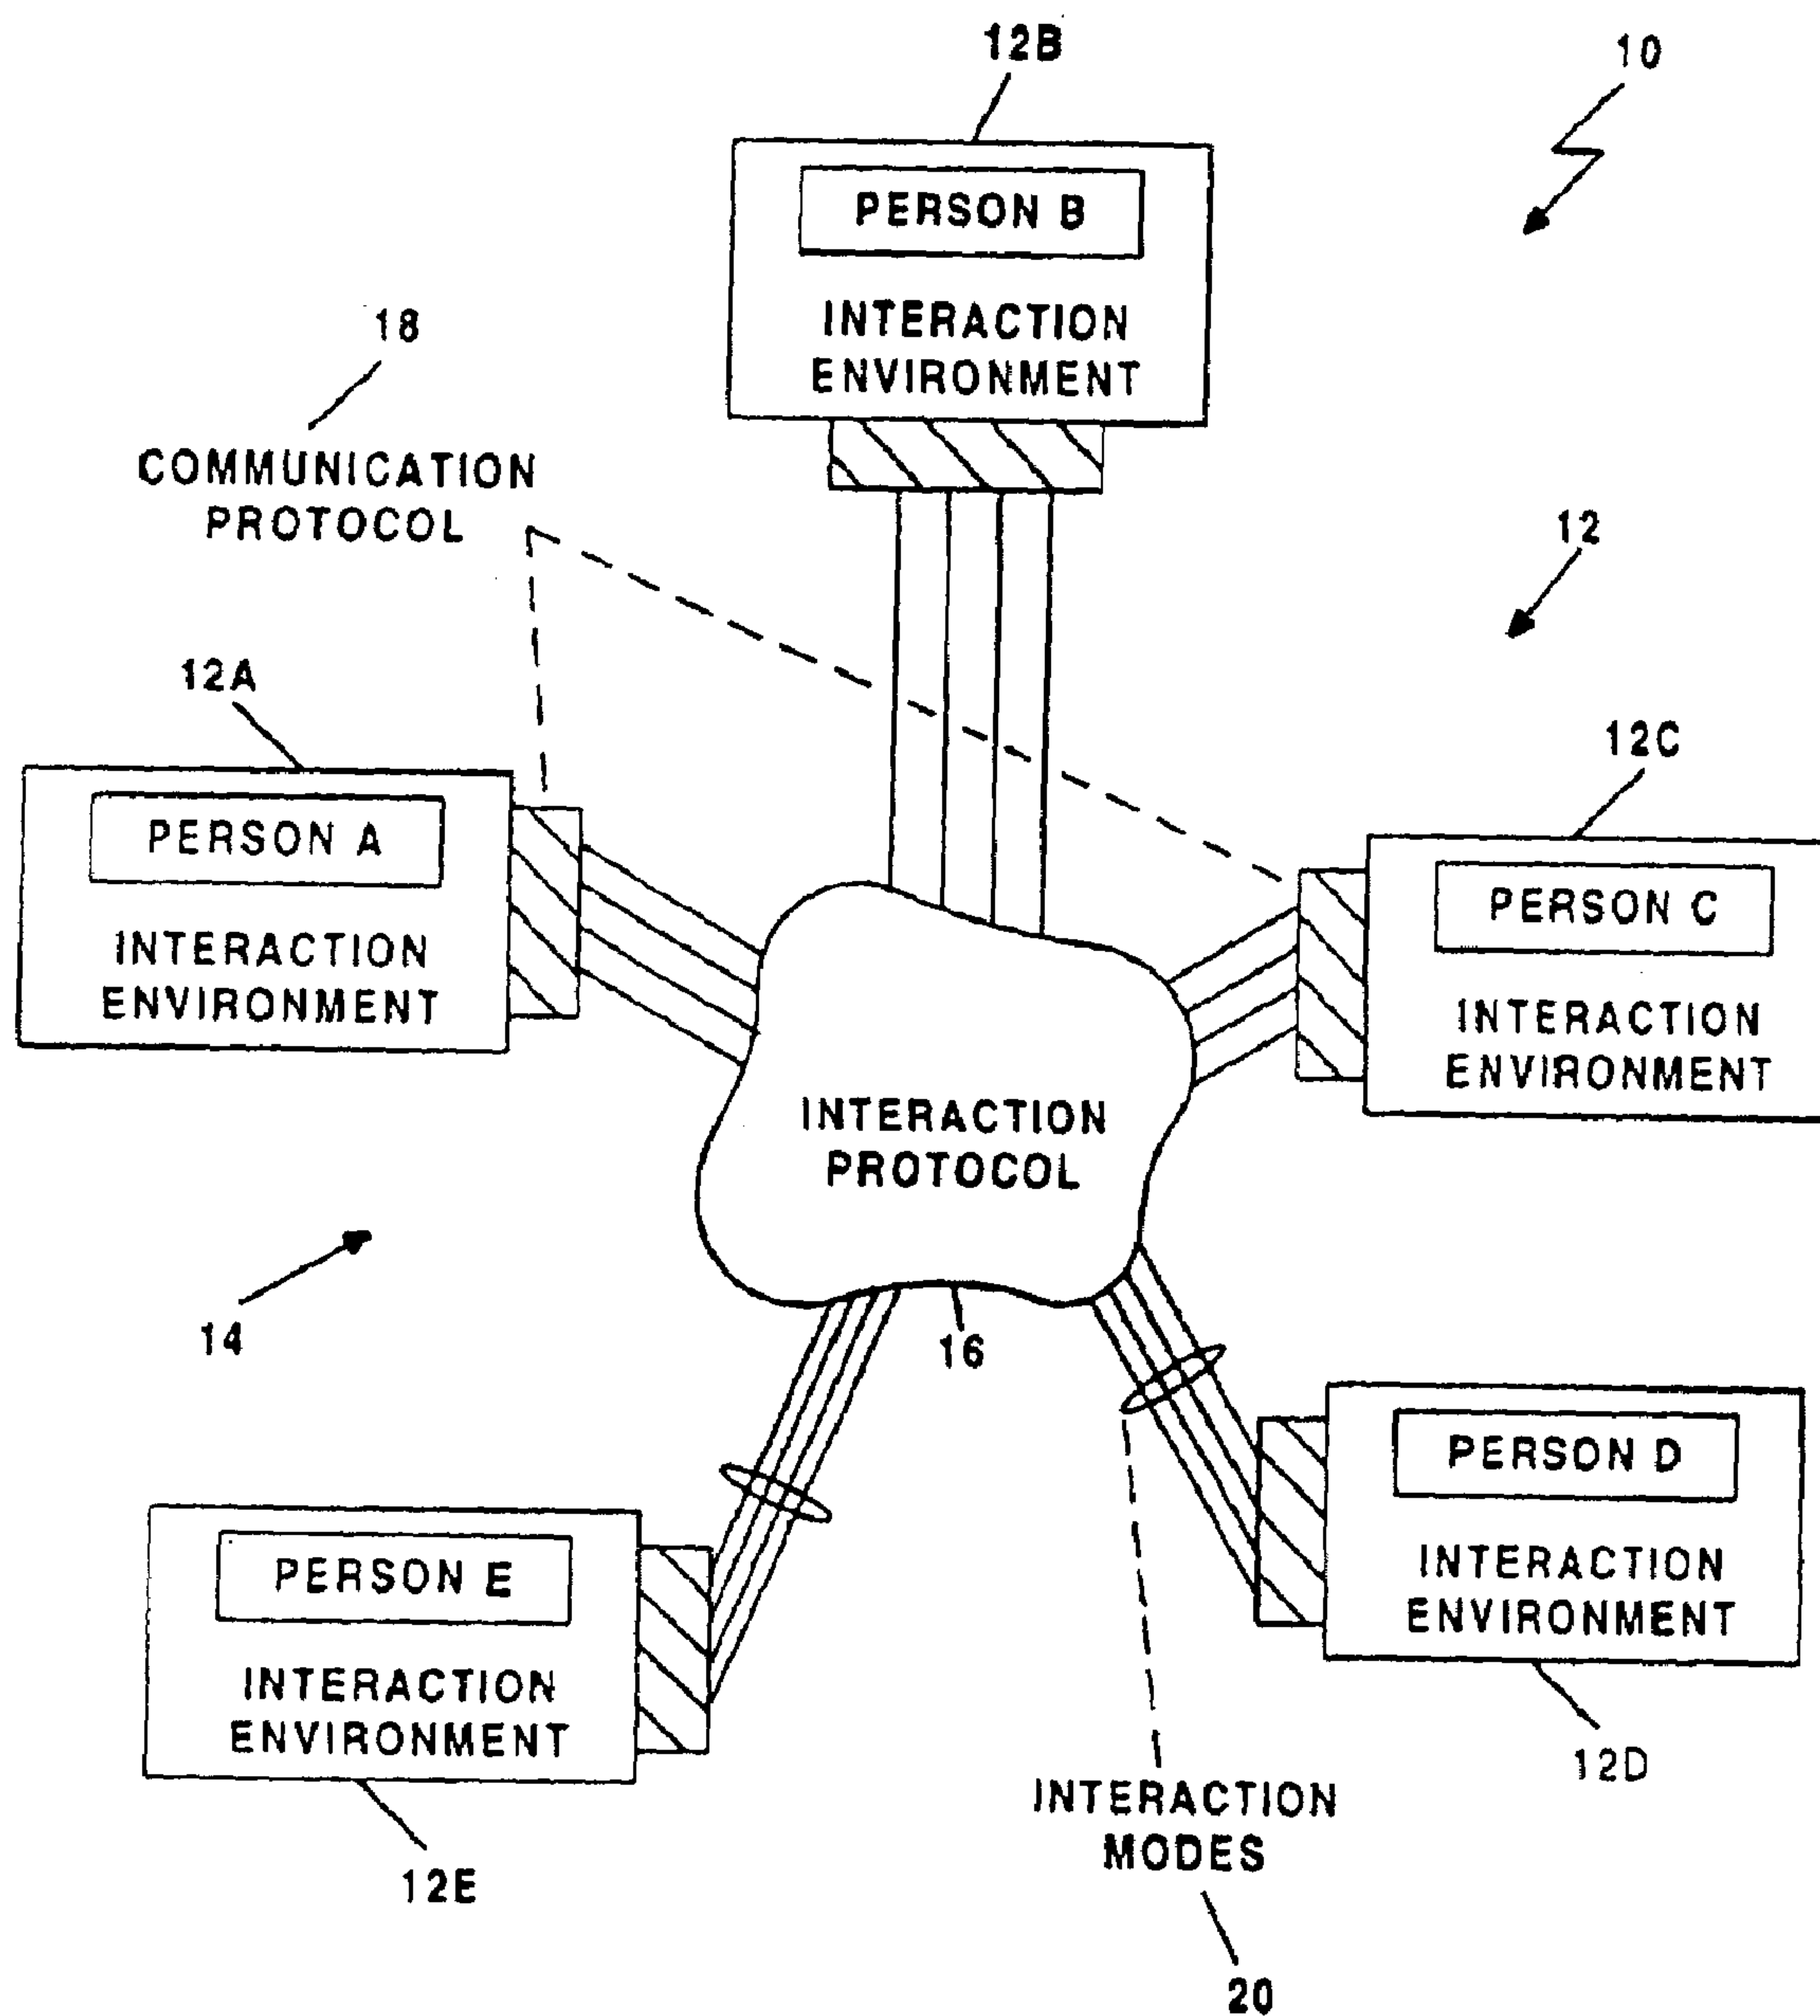 12B
10
PERSON B
INTERACTION
ENVIRONMENT
18
COMMUNICATION
PROTOCOL
12
12A
12C
PERSON A
INTERACTION
ENVIRONMENT
PERSON C
INTERACTION
ENVIRONMENT
INTERACTION
PROTOCOL
14
16
PERSON D
INTERACTION
ENVIRONMENT
PERSON E
INTERACTION
ENVIRONMENT
12D
INTERACTION
MODES
12E
20